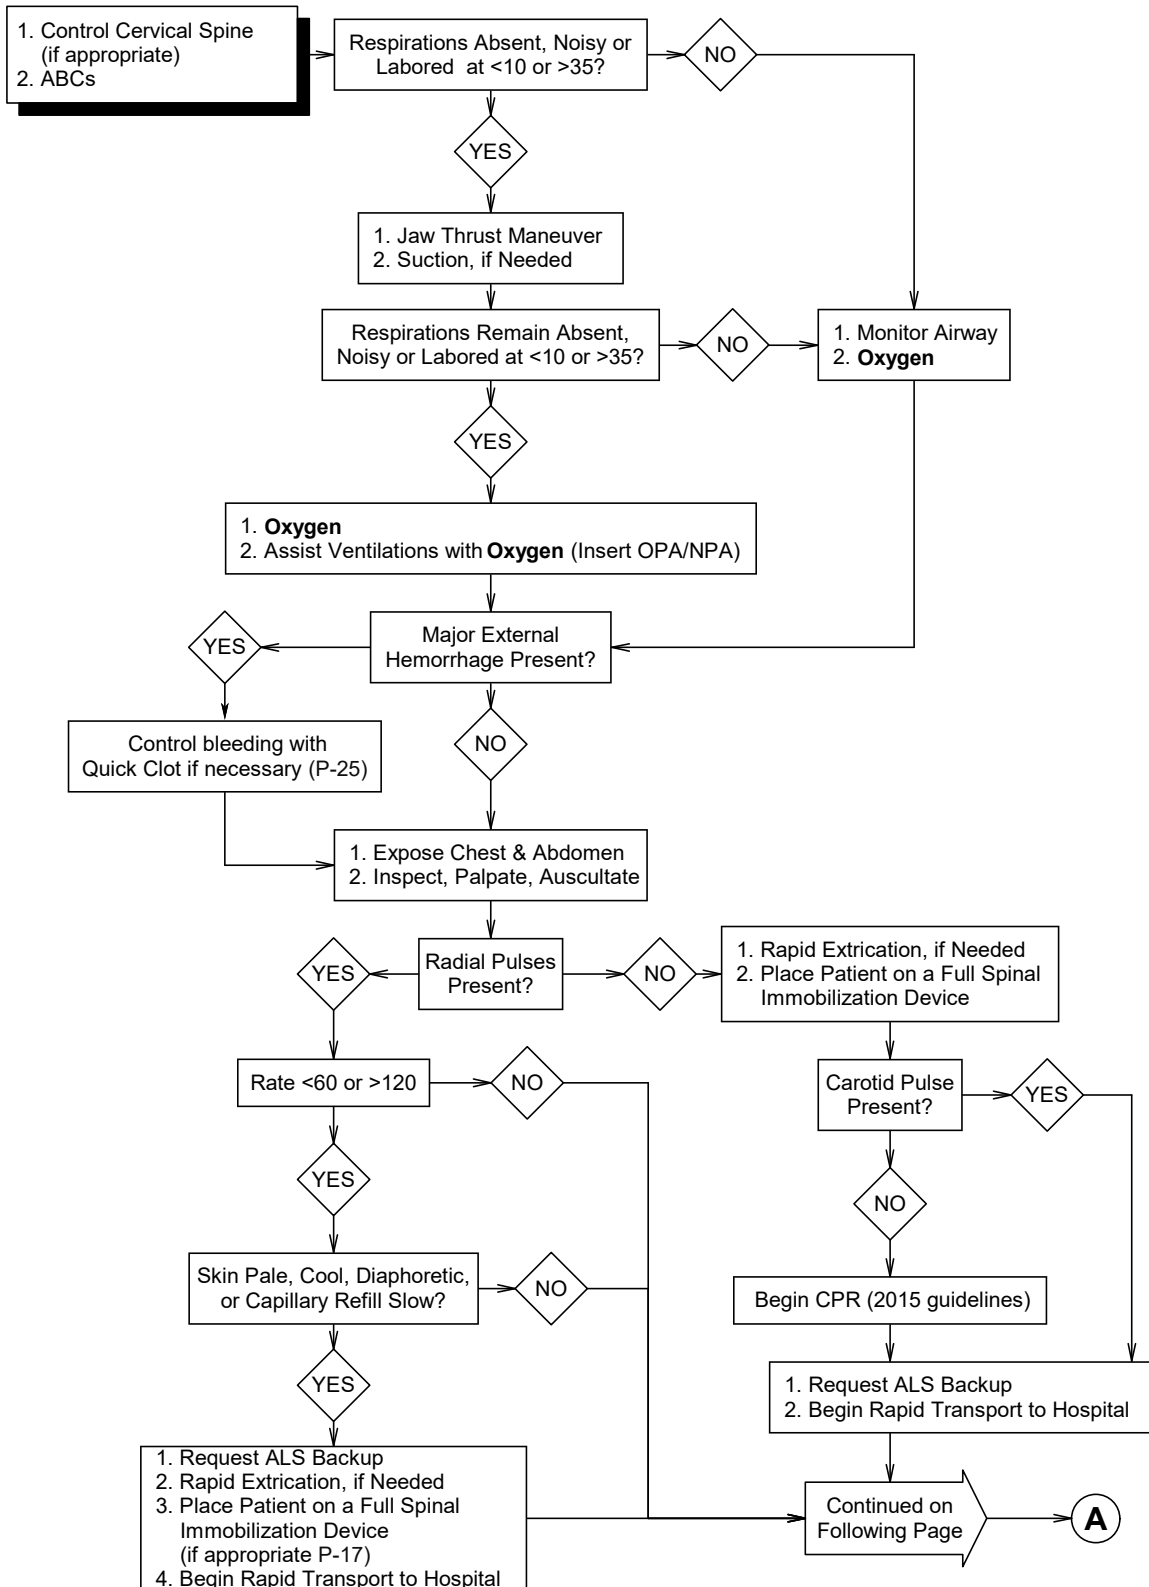 1. Control Cervical Spine
(if appropriate)
2. ABCs
Respirations Absent, Noisy or
Labored at <10 or >35?
NO
YES
1. Jaw Thrust Maneuver
2. Suction, if Needed
Respirations Remain Absent,
Noisy or Labored at <10 or >35?
NO
1. Monitor Airway
2. Oxygen
YES
1. Oxygen
2. Assist Ventilations with Oxygen (Insert OPA/NPA)
Major External
Hemorrhage Present?
YES
Control bleeding with
Quick Clot if necessary (P-25)
NO
1. Expose Chest & Abdomen
2. Inspect, Palpate, Auscultate
Radial Pulses
Present?
YES
NO
1. Rapid Extrication, if Needed
2. Place Patient on a Full Spinal
Immobilization Device
Rate <60 or >120
NO
Carotid Pulse
Present?
YES
YES
NO
Skin Pale, Cool, Diaphoretic,
or Capillary Refill Slow?
NO
Begin CPR (2015 guidelines)
YES
1. Request ALS Backup
2. Begin Rapid Transport to Hospital
1. Request ALS Backup
2. Rapid Extrication, if Needed
3. Place Patient on a Full Spinal
Immobilization Device
(if appropriate P-17)
4. Begin Rapid Transport to Hospital
Continued on
Following Page
A